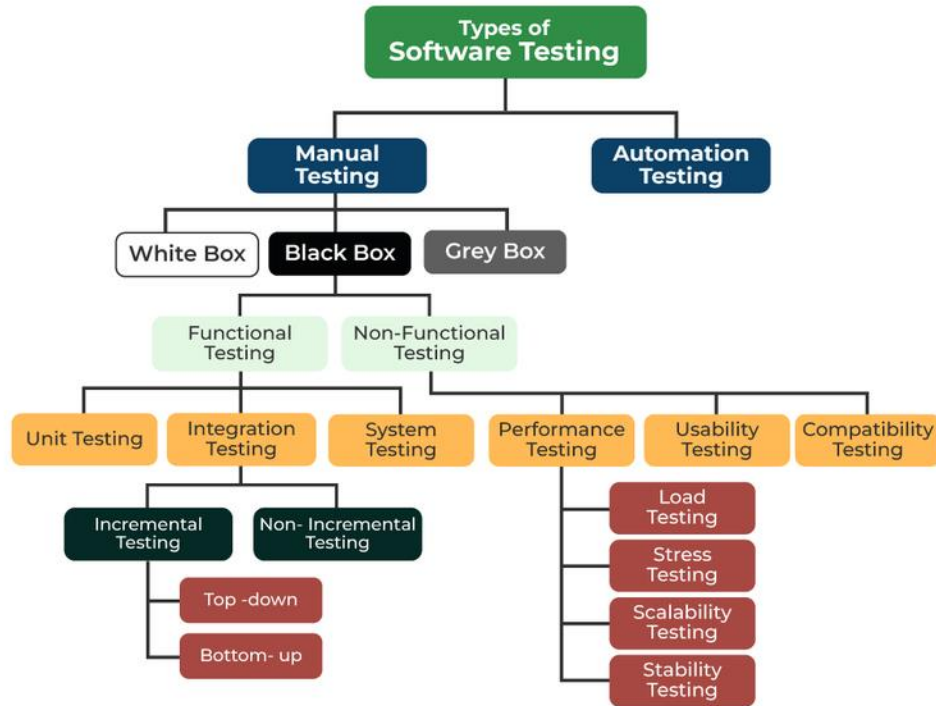 Types of
Software Testing
Manual
Testing
Automation
Testing
White Box
Black Box
Grey Box
Functional
Testing
Non-Functional
Testing
Unit Testing
Integration
Testing
System
Testing
Performance
Testing
Usability
Testing
Compatibility
Testing
Incremental
Testing
Non- Incremental
Testing
Top -down
Bottom- up
Load
Testing
Stress
Testing
Scalability
Testing
Stability
Testing